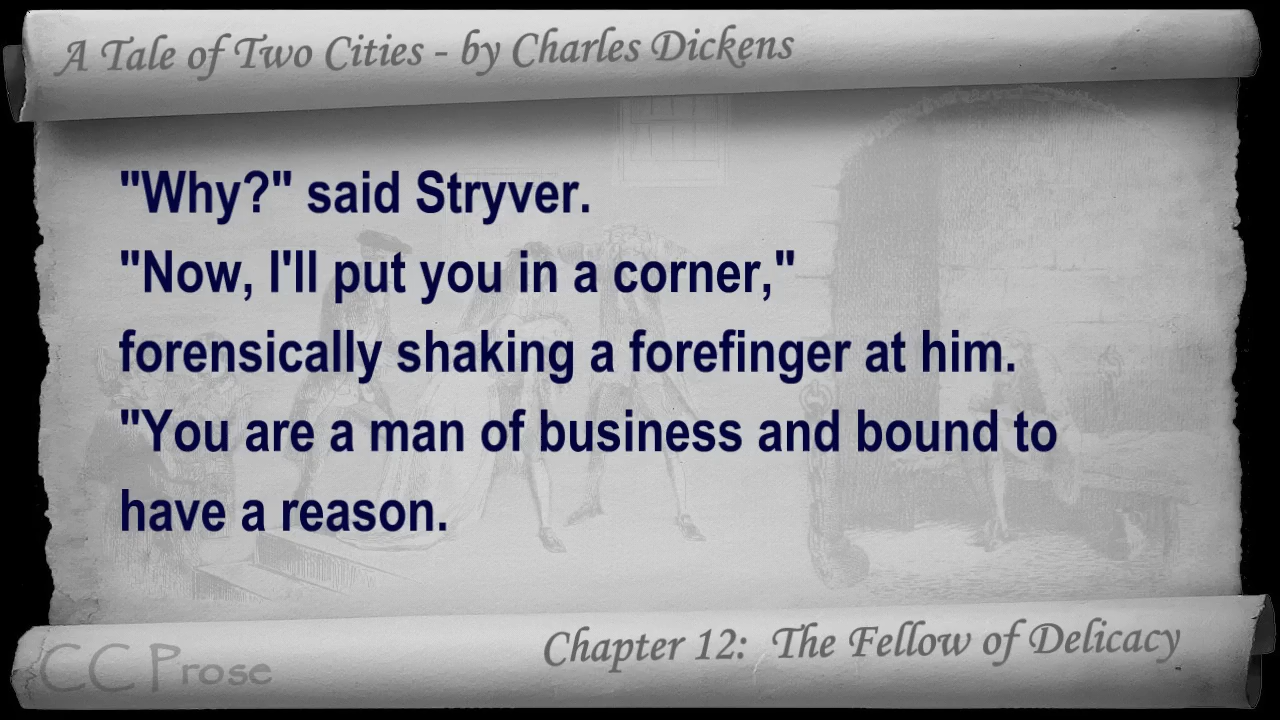 A Tale of Two Cities - by Charles Dickens
"Why?" said Stryver.
"Now, I'll put you in a corner,"
forensically shaking a forefinger at him.
"You are a man of business and bound to
have a reason.
Chapter 12: The Fellow of Delicacy
CC Prose